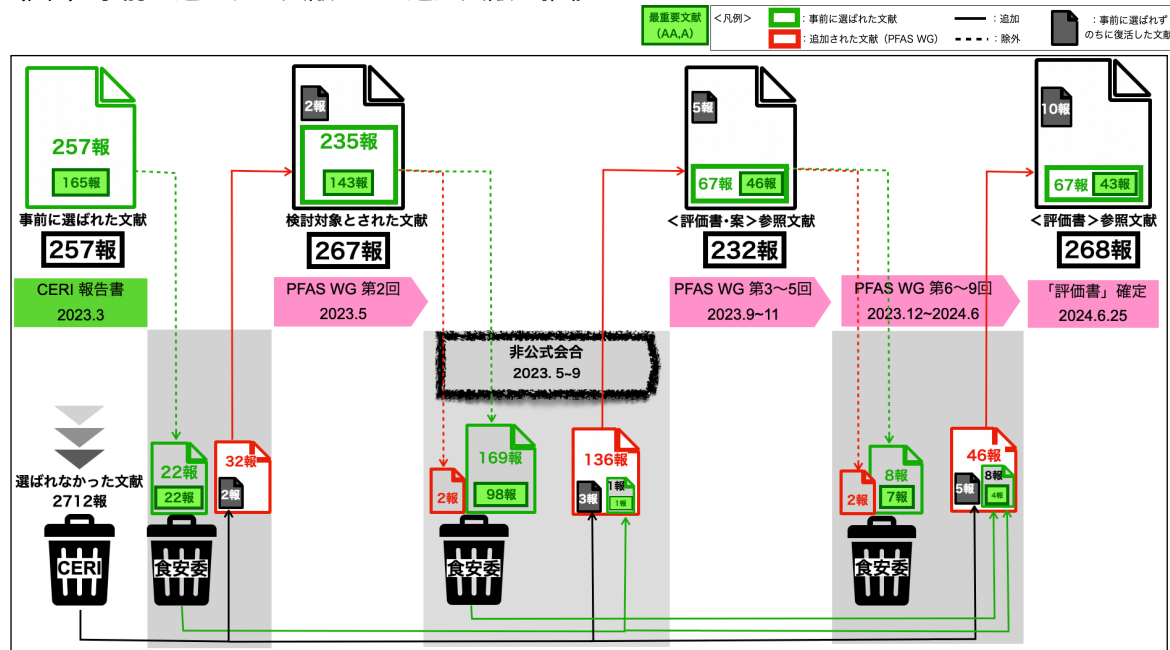 最重要文献
(AA,A)
<凡例>
：事前に選ばれた文献
：追加された文献（PFAS WG）
：追加
：除外
：事前に選ばれず
のちに復活した文献
257報
165報
事前に選ばれた文献
257報
CERI 報告書
2023.3
2報
235報
143報
検討対象とされた文献
267報
PFAS WG 第2回
2023.5
5報
67報
46報
<評価書・案>参照文献
232報
PFAS WG 第3〜5回
2023.9~11
PFAS WG 第6〜9回
2023.12~2024.6
10報
67報
43報
<評価書>参照文献
268報
「評価書」確定
2024.6.25
非公式会合
2023. 5~9
選ばれなかった文献
2712報
CERI
22報
22報
食安委
32報
2報
2報
169報
98報
食安委
136報
3報
1報
1報
2報
8報
7報
食安委
46報
5報
8報
4報